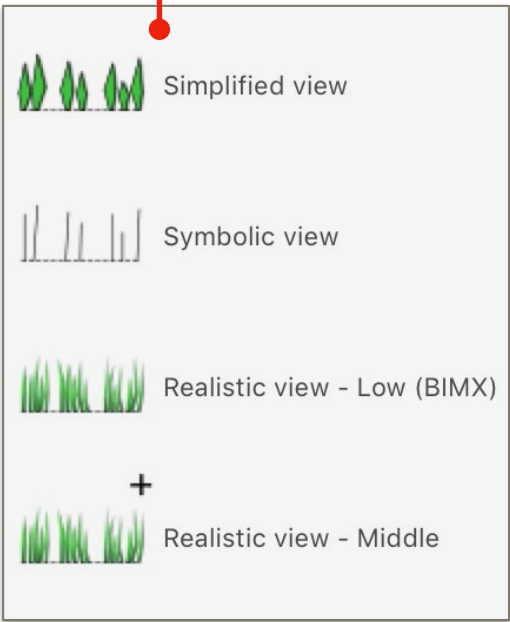 Simplified view
Symbolic view
Realistic view - Low (BIMX)
+
Realistic view - Middle